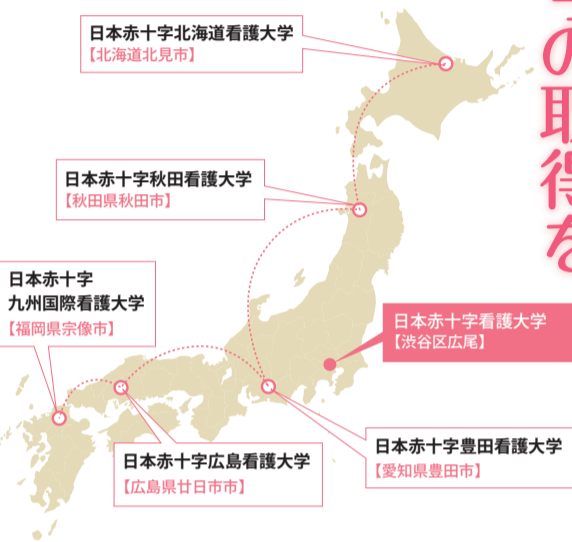 日本赤十字北海道看護大学
【北海道北見市】
の取得を
日本赤十字秋田看護大学
【秋田県秋田市】
日本赤十字
九州国際看護大学
【福岡県宗像市】
日本赤十字看護大学
【渋谷区広尾】
日本赤十字広島看護大学
【広島県廿日市市】
日本赤十字豊田看護大学
【愛知県豊田市】